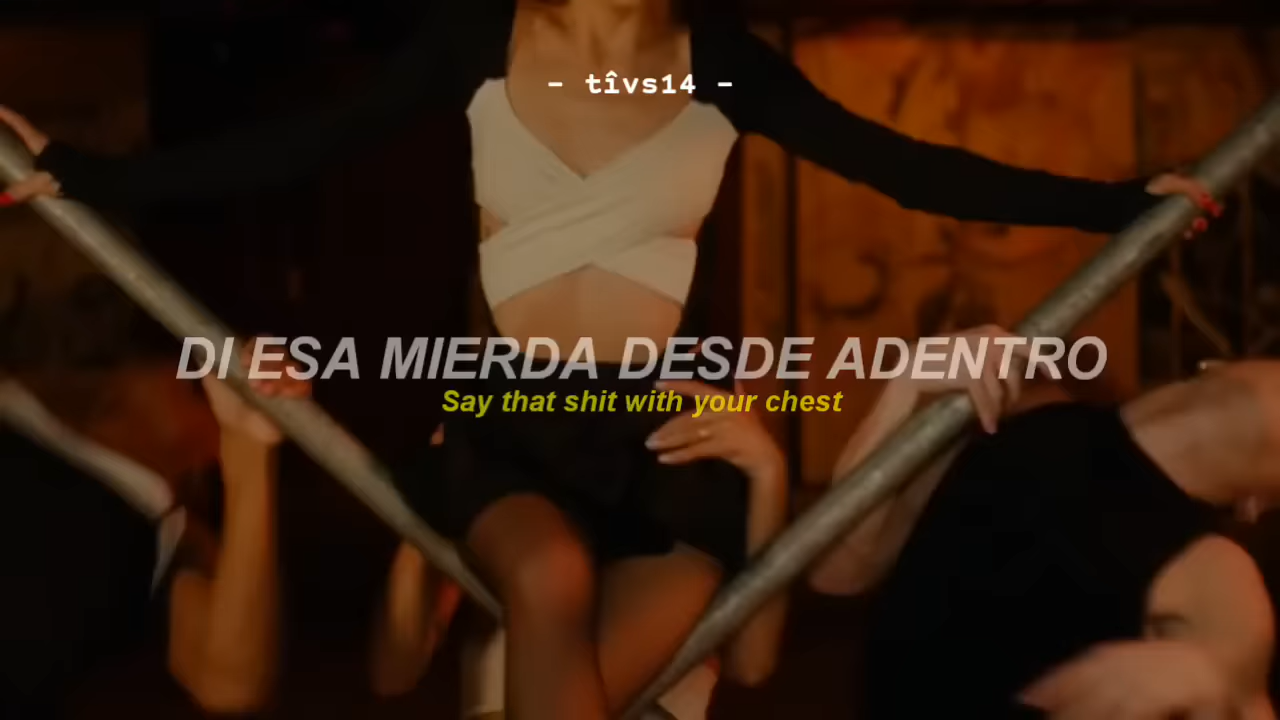 - tîvs14 -
DI ESA MIERDA DESDE ADENTRO
Say that shit with your chest